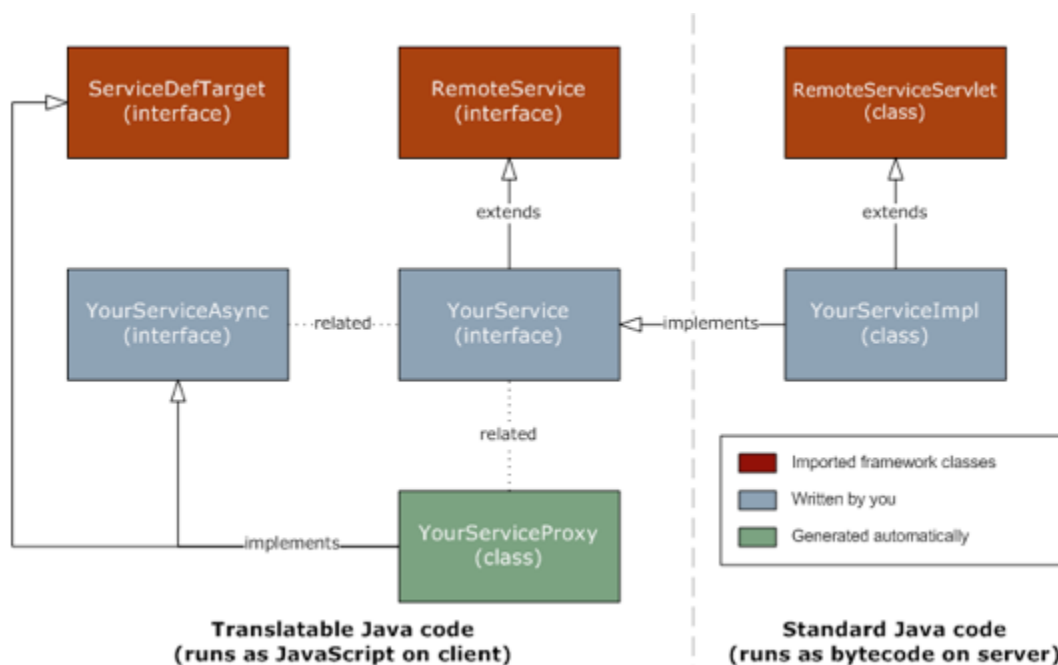 ServiceDefTarget
(interface)
RemoteService
(interface)
RemoteServiceServlet
(class)
extends
extends
YourServiceAsync
(interface)
related
YourService
(interface)
implements
YourServiceImpl
(class)
related
implements
YourServiceProxy
(class)
Imported framework classes
Written by you
Generated automatically
Translatable Java code
(runs as JavaScript on client)
Standard Java code
(runs as bytecode on server)